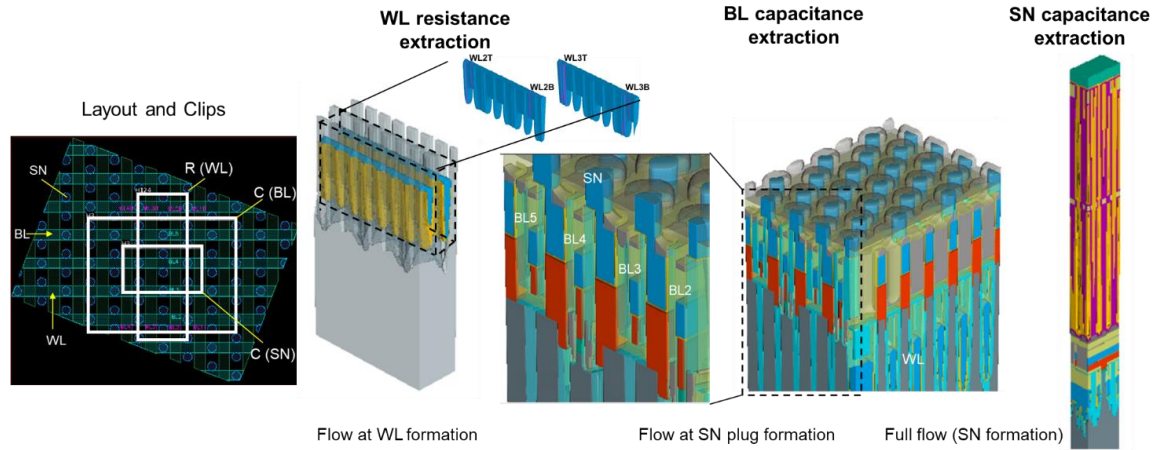 WL resistance
extraction
BL capacitance
extraction
SN capacitance
extraction
WL2T
WL3T
WL2B
WL3B
Layout and Clips
SN
R (WL)
C (BL)
BL
BL4
WL
C (SN)
SN
BL5
BL4
BL3
BL2
WL
Flow at WL formation
Flow at SN plug formation
Full flow (SN formation)